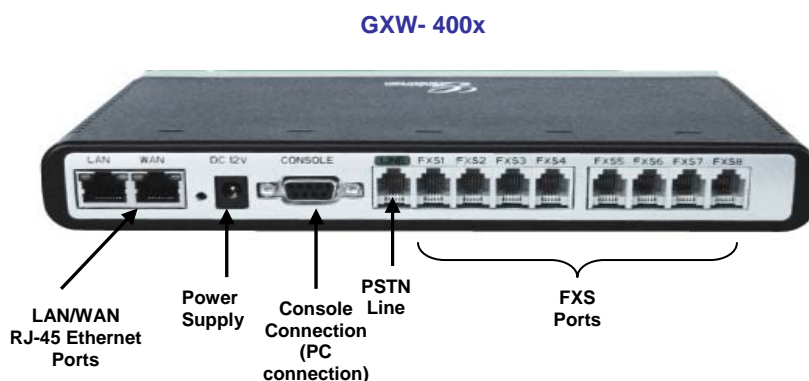 GXW- 400x
Grandstream
LAN WAN DC 12V CONSOLE LINE FXS1 FXS2 FXS3 FXS4 FXS5 FXS6 FXS7 FXS8
LAN/WAN
RJ-45 Ethernet
Ports
Power
Supply
Console
Connection
(PC
connection)
PSTN
Line
FXS
Ports